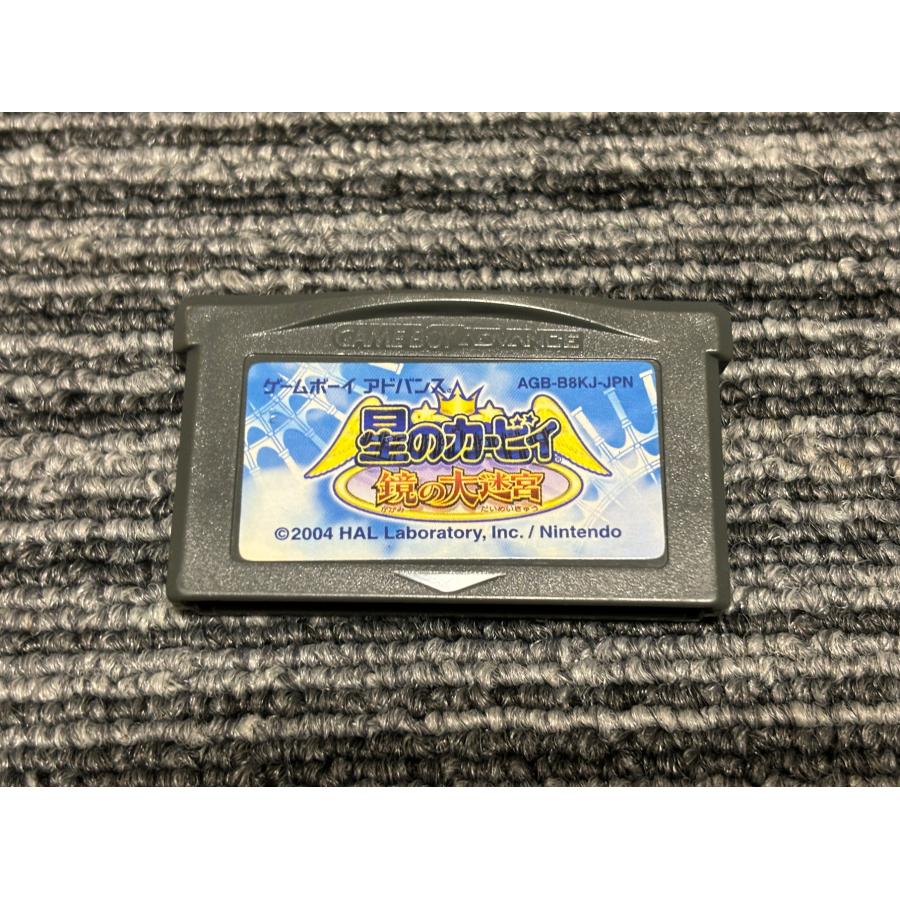 GAME BOY ADVANCE
ゲームボーイ アドバンス
AGB-B8KJ-JPN
星のカービィ
鏡の大迷宮
かがみ だいめいきゅう
©2004 HAL Laboratory, Inc. / Nintendo